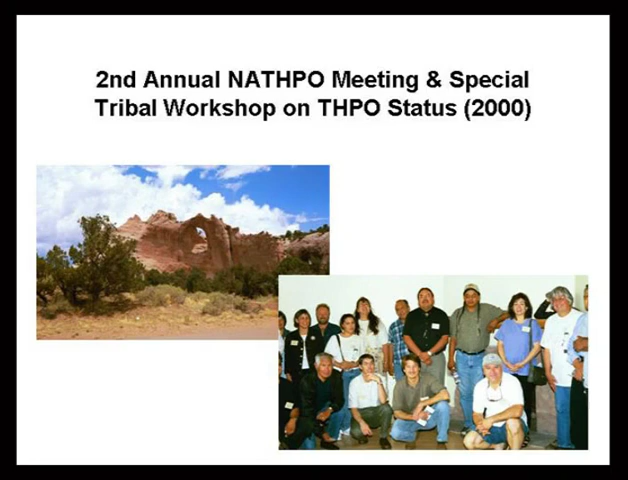 2nd Annual NATHPO Meeting & Special
Tribal Workshop on THPO Status (2000)